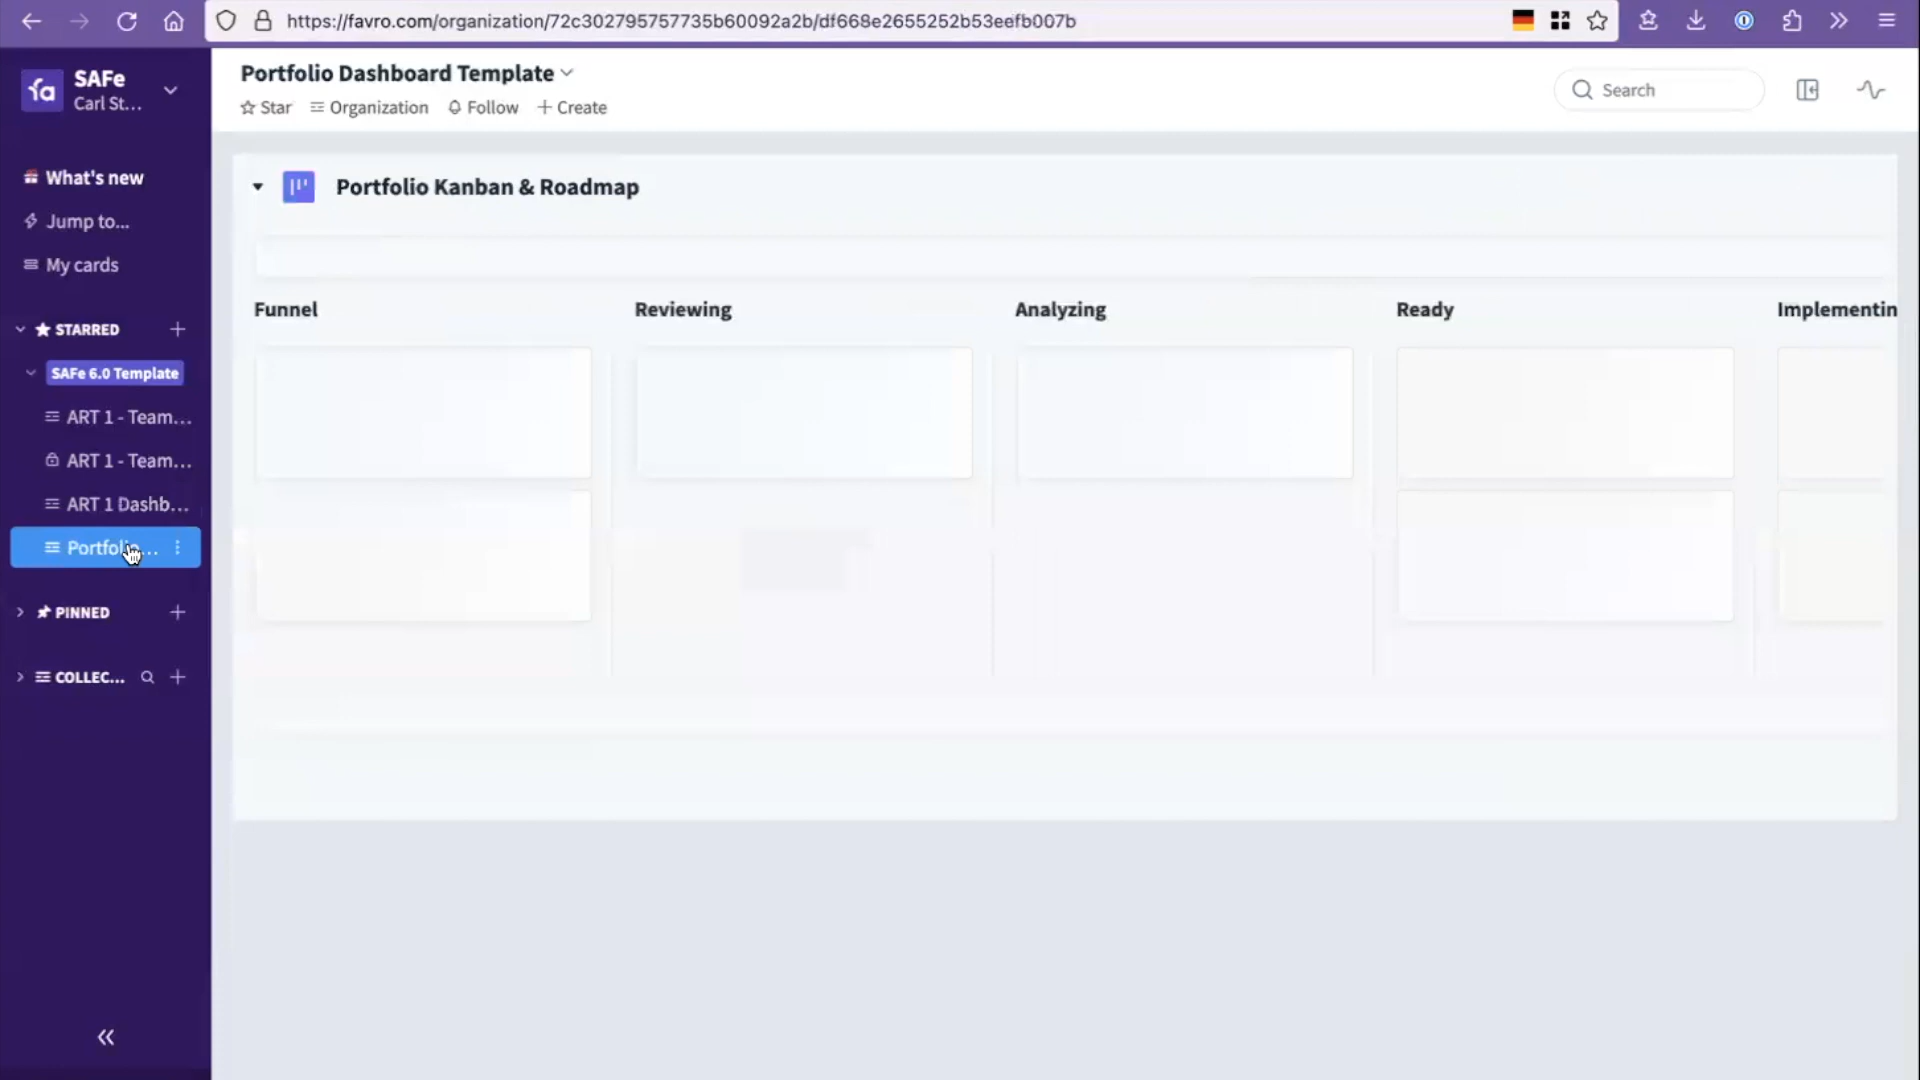 https://favro.com/organization/72c302795757735b60092a2b/df668e2655252b53eefb007b
fa
SAFe
Carl St...
What's new
Jump to...
My cards
STARRED
SAFe 6.0 Template
ART 1 - Team...
ART 1 - Team...
ART 1 Dashb...
Portfolio...
PINNED
COLLEC...
Portfolio Dashboard Template
Star
Organization
Follow
Create
Search
Portfolio Kanban & Roadmap
Funnel
Reviewing
Analyzing
Ready
Implementin